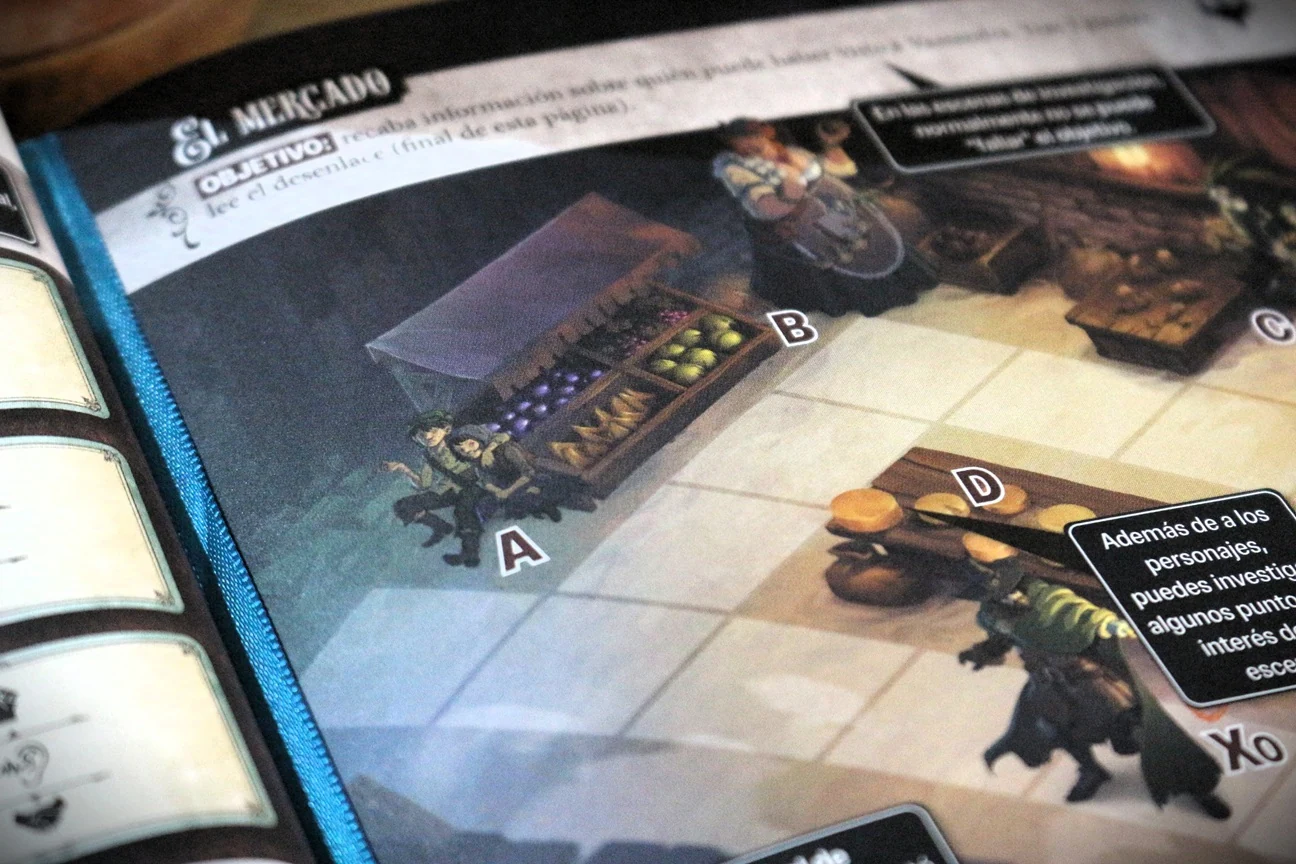 EL MERCADO
OBJETIVO: recaba información sobre quién puede haber
lee el desenlace (final de esta página).
En las escenas de investigación
normalmente no se puede
"fallar" el objetivo.
B
C
D
A
Además de a los
personajes,
puedes investig
algunos punto
interés de
esce
Xo